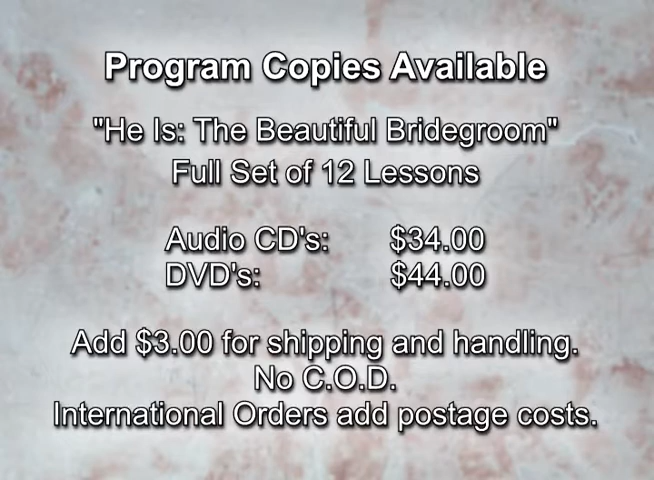 Program Copies Available
"He Is: The Beautiful Bridegroom"
Full Set of 12 Lessons
Audio CD's: $34.00
DVD's: $44.00
Add $3.00 for shipping and handling.
No C.O.D.
International Orders add postage costs.